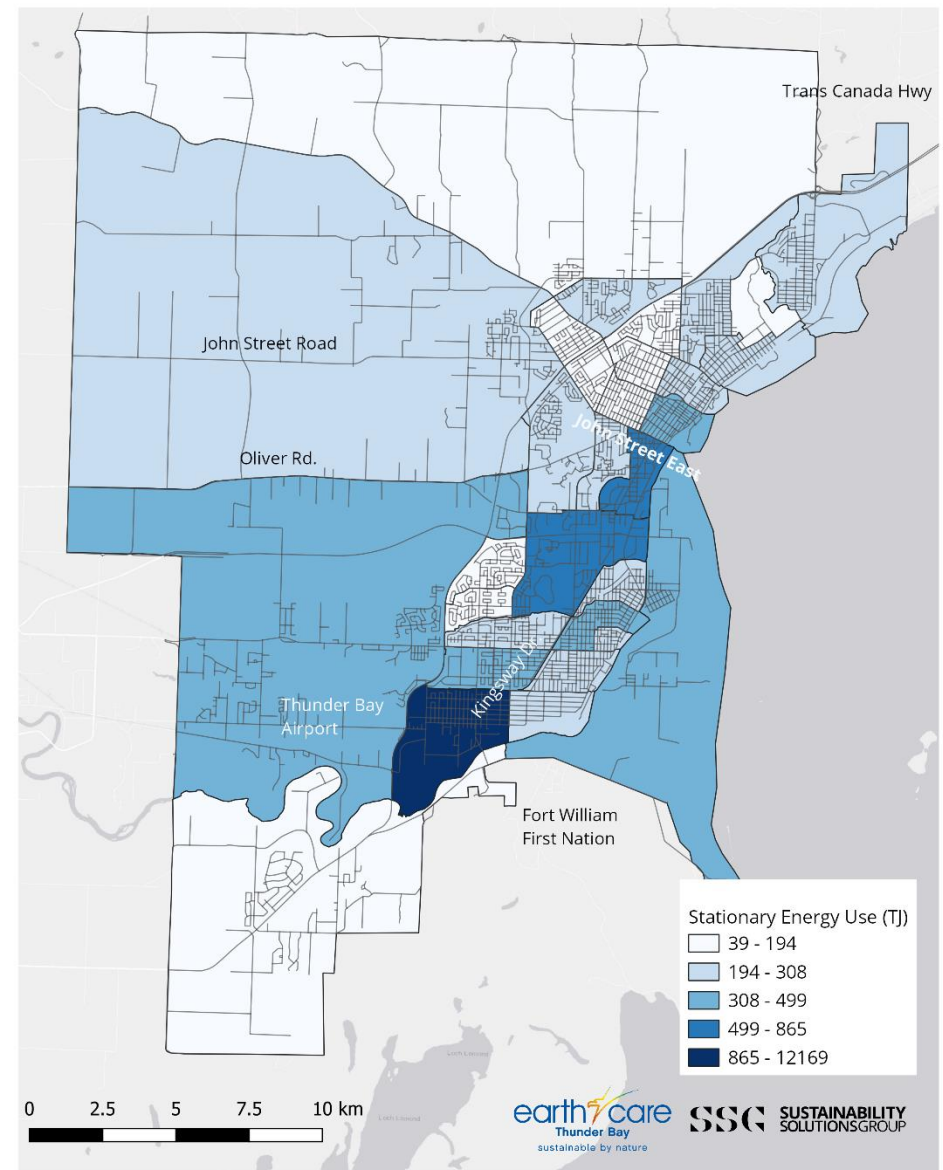 Trans Canada Hwy
John Street Road
John Street East
Oliver Rd.
Kingsway Dr.
Thunder Bay
Airport
Fort William
First Nation
Stationary Energy Use (TJ)
39 - 194
194 - 308
308 - 499
499 - 865
865 - 12169
0 2.5 5 7.5 10 km
earth care
Thunder Bay
sustainable by nature
SSG SUSTAINABILITY
SOLUTIONSGROUP